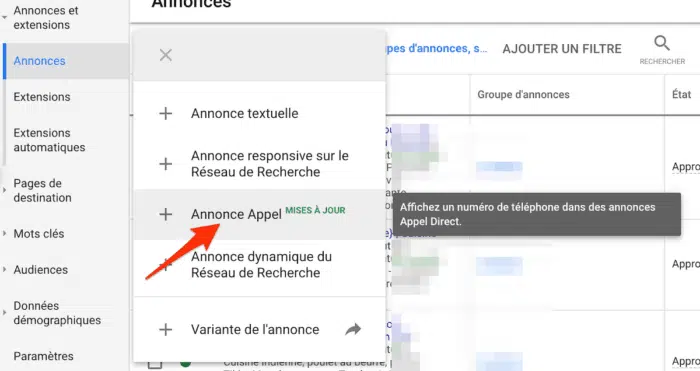 Annonces
Annonces et
extensions
Annonces
Extensions
Extensions
automatiques
Pages de
destination
Mots clés
Audiences
Données
démographiques
Paramètres
Annonce textuelle
Annonce responsive sur le
Réseau de Recherche
Annonce Appel MISES À JOUR
Annonce dynamique du
Réseau de Recherche
Variante de l'annonce
d'annonces, s...
AJOUTER UN FILTRE
RECHERCHER
Groupe d'annonces
État
Affichez un numéro de téléphone dans des annonces
Appel Direct.
Appro
Appro
Appro
Cuisine Indienne, poulet au beurre,